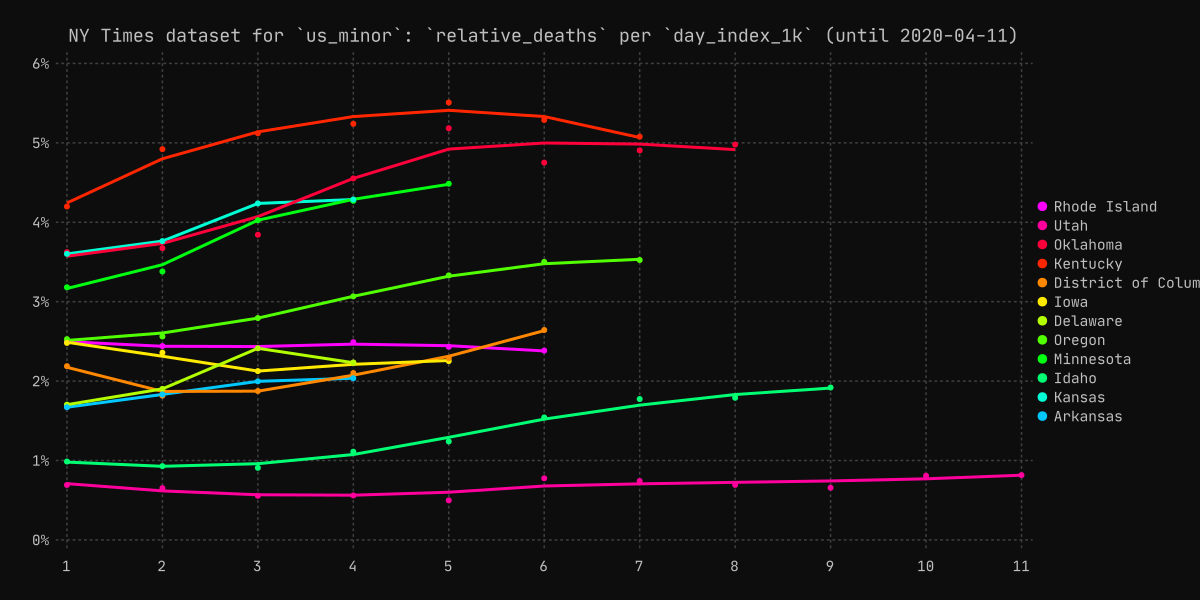 NY Times dataset for `us_minor`: `relative_deaths` per `day_index_1k` (until 2020-04-11)
6%
5%
4%
3%
2%
1%
0%
1 2 3 4 5 6 7 8 9 10 11
Rhode Island
Utah
Oklahoma
Kentucky
District of Colum
Iowa
Delaware
Oregon
Minnesota
Idaho
Kansas
Arkansas